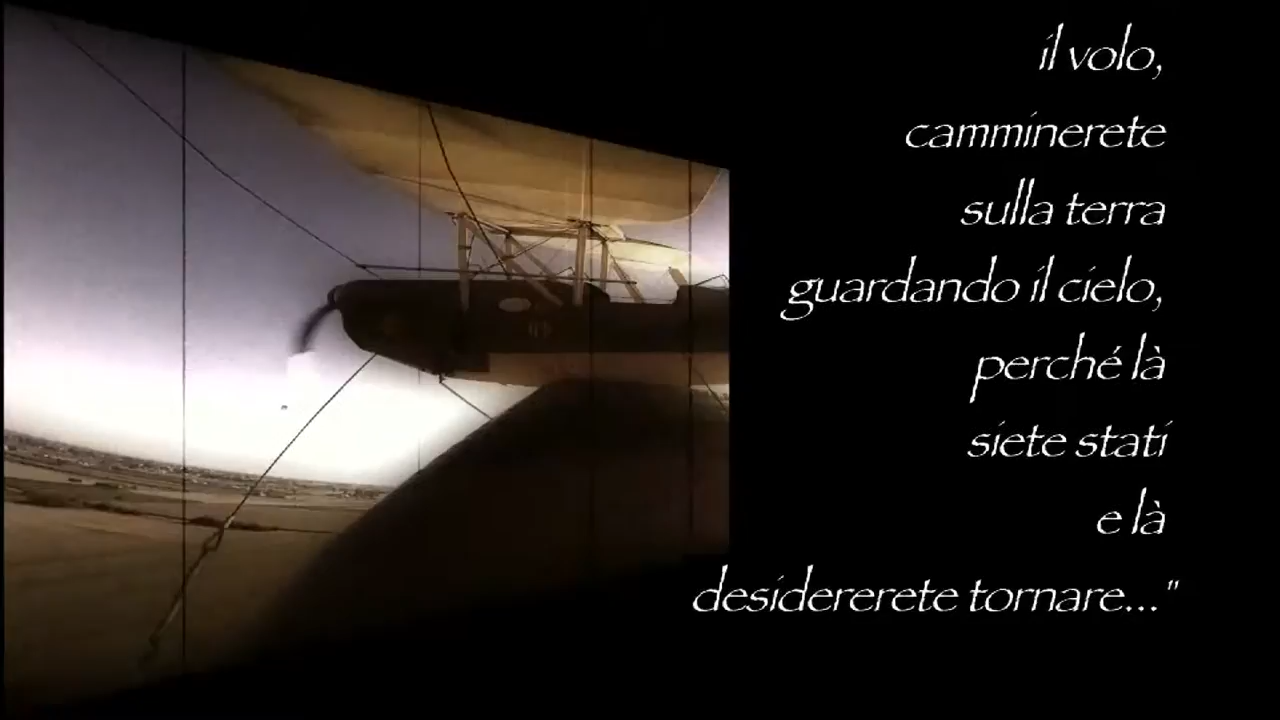 il volo,
camminerete
sulla terra
guardando il cielo,
perché là
siete stati
e là
desidererete tornare..."